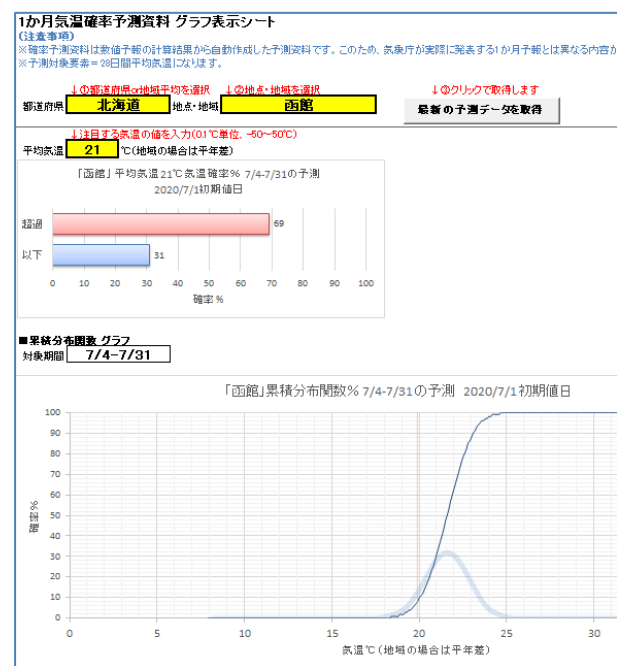 1か月気温確率予測資料 グラフ表示シート
(注意事項)
※確率予測資料は数値予報の計算結果から自動作成した予測資料です。このため、気象庁が実際に発表する1か月予報とは異なる内容が
※予測対象要素=28日間平均気温になります。
↓①都道府県or地域平均を選択 ↓②地点・地域を選択 ↓③クリックで取得します
都道府県 北海道 地点・地域 函館 最新の予測データを取得
↓注目する気温の値を入力(0.1℃単位、-50～50℃)
平均気温 21 ℃(地域の場合は平年差)
「函館」平均気温21℃気温確率% 7/4-7/31の予測
2020/7/1初期値日
超過 69
以下 31
0 10 20 30 40 50 60 70 80 90 100
確率%
■累積分布関数 グラフ
対象期間 7/4-7/31
「函館」累積分布関数% 7/4-7/31の予測 2020/7/1初期値日
100
90
80
70
60
50
40
30
20
10
0
確率%
0 5 10 15 20 25 30
気温℃(地域の場合は平年差)